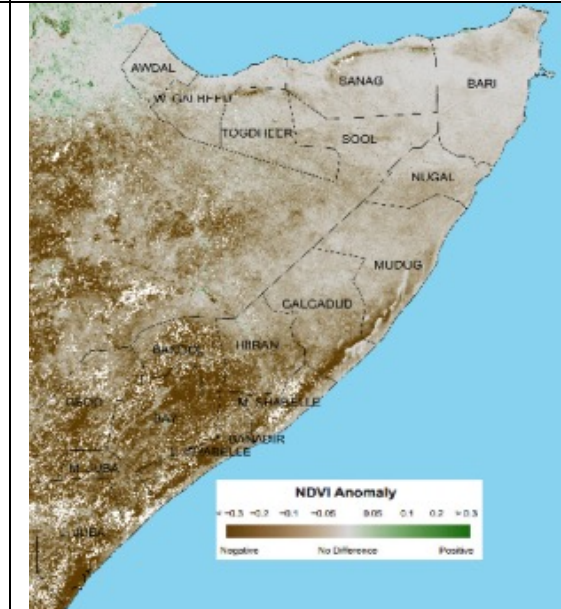 AWDAL
SANAG
BARI
W. GALBEED
TOGDHEER
SOOL
NUGAL
MUDUG
GALGADUD
HIIRAN
BAKOOL
GEDO
BAY
M. SHABELLE
BANADIR
L. SHABELLE
M. JUBA
L. JUBA
NDVI Anomaly
< -0.3 -0.2 -0.1 -0.05 0.05 0.1 0.2 > 0.3
Negative No Difference Positive